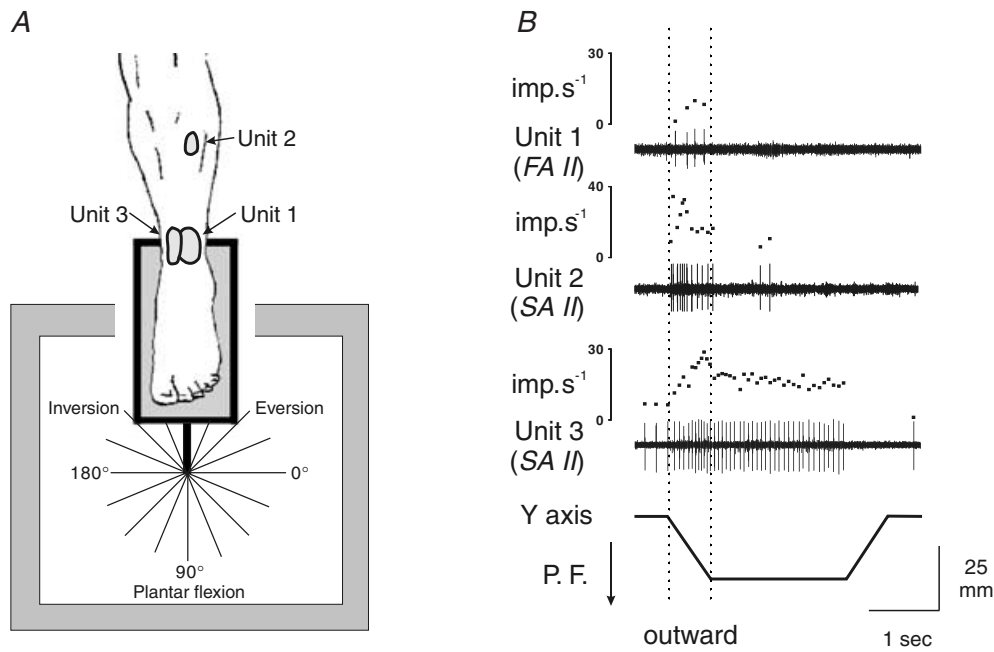 A
Unit 2
Unit 3
Unit 1
Inversion
Eversion
180°
0°
90°
Plantar flexion
B
30
imp.s-1
0
Unit 1
(FA II)
40
imp.s-1
0
Unit 2
(SA II)
30
imp.s-1
0
Unit 3
(SA II)
Y axis
P. F.
25
mm
outward
1 sec